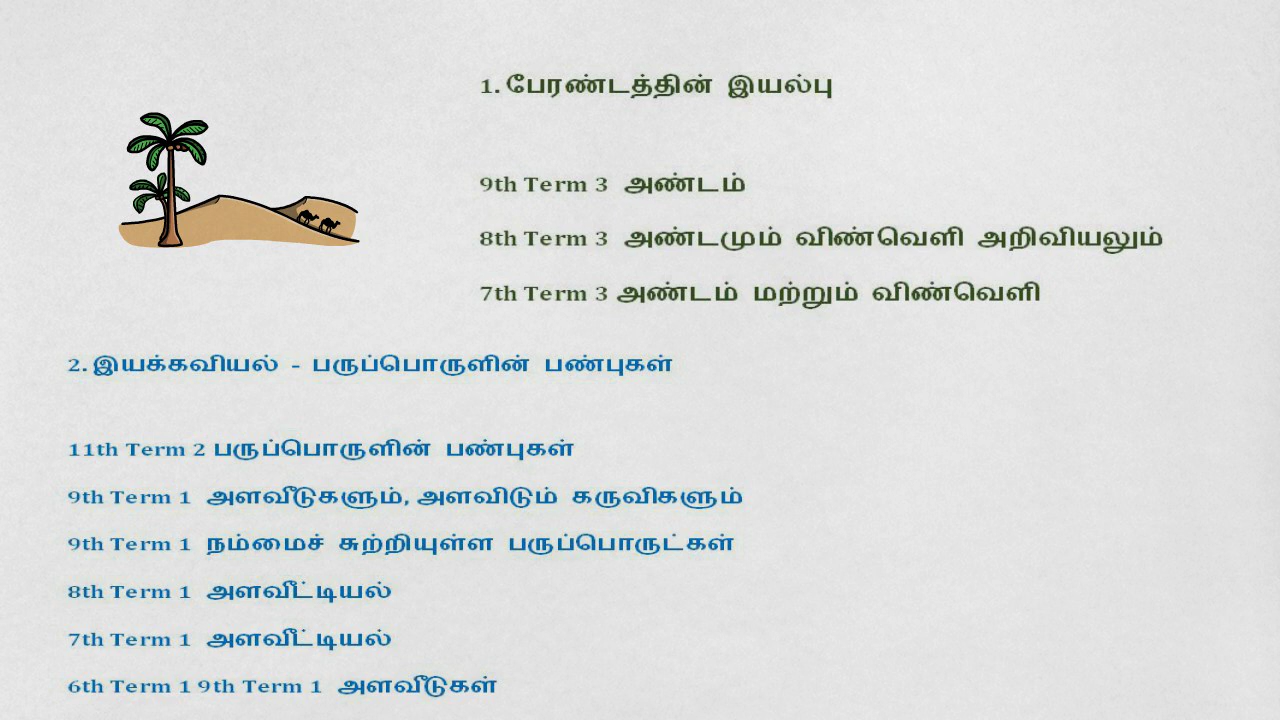 1. பேரண்டத்தின் இயல்பு
9th Term 3 அண்டம்
8th Term 3 அண்டமும் விண்வெளி அறிவியலும்
7th Term 3 அண்டம் மற்றும் விண்வெளி
2. இயக்கவியல் - பருப்பொருளின் பண்புகள்
11th Term 2 பருப்பொருளின் பண்புகள்
9th Term 1 அளவீடுகளும், அளவிடும் கருவிகளும்
9th Term 1 நம்மைச் சுற்றியுள்ள பருப்பொருட்கள்
8th Term 1 அளவீட்டியல்
7th Term 1 அளவீட்டியல்
6th Term 1 9th Term 1 அளவீடுகள்